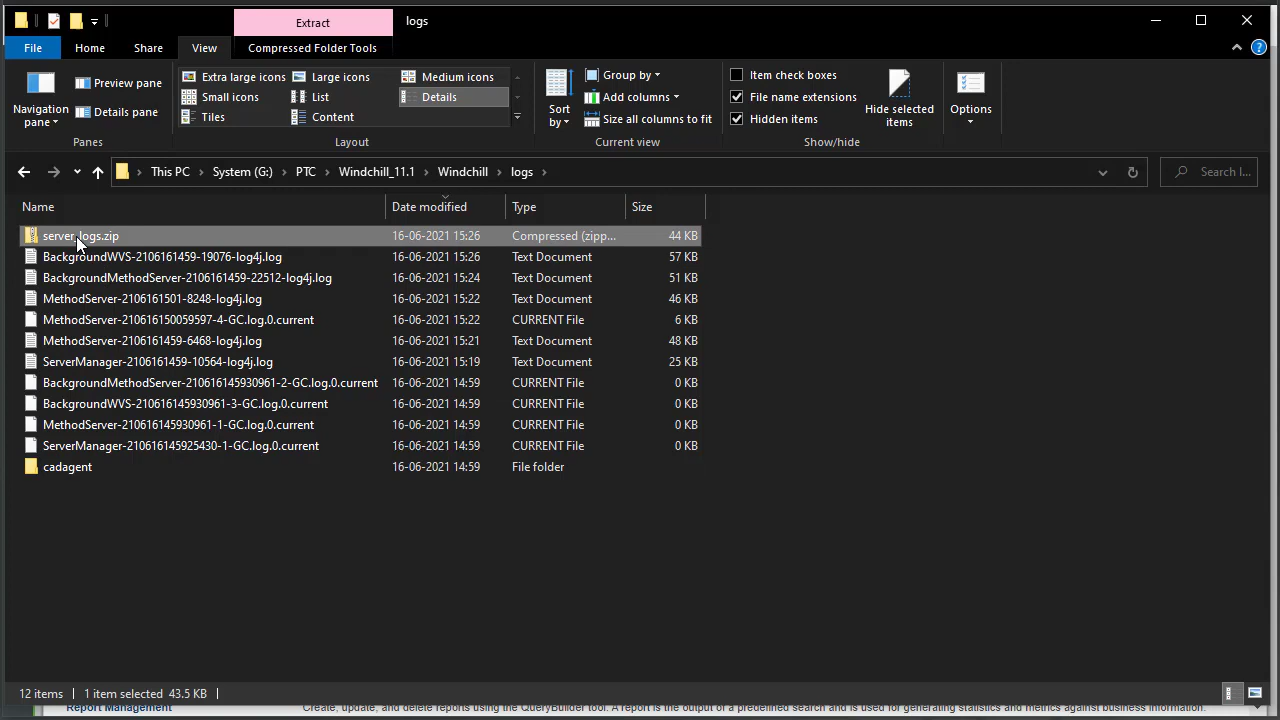 Extract
logs
File
Home
Share
View
Compressed Folder Tools
Navigation pane
Preview pane
Details pane
Panes
Extra large icons
Large icons
Medium icons
Small icons
List
Details
Tiles
Content
Layout
Sort by
Group by
Add columns
Size all columns to fit
Current view
Item check boxes
File name extensions
Hidden items
Hide selected items
Show/hide
Options
This PC
System (G:)
PTC
Windchill_11.1
Windchill
logs
Search l...
Name Date modified Type Size
server_logs.zip 16-06-2021 15:26 Compressed (zipp... 44 KB
BackgroundWVS-2106161459-19076-log4j.log 16-06-2021 15:26 Text Document 57 KB
BackgroundMethodServer-2106161459-22512-log4j.log 16-06-2021 15:24 Text Document 51 KB
MethodServer-2106161501-8248-log4j.log 16-06-2021 15:22 Text Document 46 KB
MethodServer-210616150059597-4-GC.log.0.current 16-06-2021 15:22 CURRENT File 6 KB
MethodServer-2106161459-6468-log4j.log 16-06-2021 15:21 Text Document 48 KB
ServerManager-2106161459-10564-log4j.log 16-06-2021 15:19 Text Document 25 KB
BackgroundMethodServer-210616145930961-2-GC.log.0.current 16-06-2021 14:59 CURRENT File 0 KB
BackgroundWVS-210616145930961-3-GC.log.0.current 16-06-2021 14:59 CURRENT File 0 KB
MethodServer-210616145930961-1-GC.log.0.current 16-06-2021 14:59 CURRENT File 0 KB
ServerManager-210616145925430-1-GC.log.0.current 16-06-2021 14:59 CURRENT File 0 KB
cadagent 16-06-2021 14:59 File folder
12 items 1 item selected 43.5 KB
Report Management Create, update, and delete reports using the QueryBuilder tool. A report is the output of a predefined search and is used for generating statistics and metrics against business information.